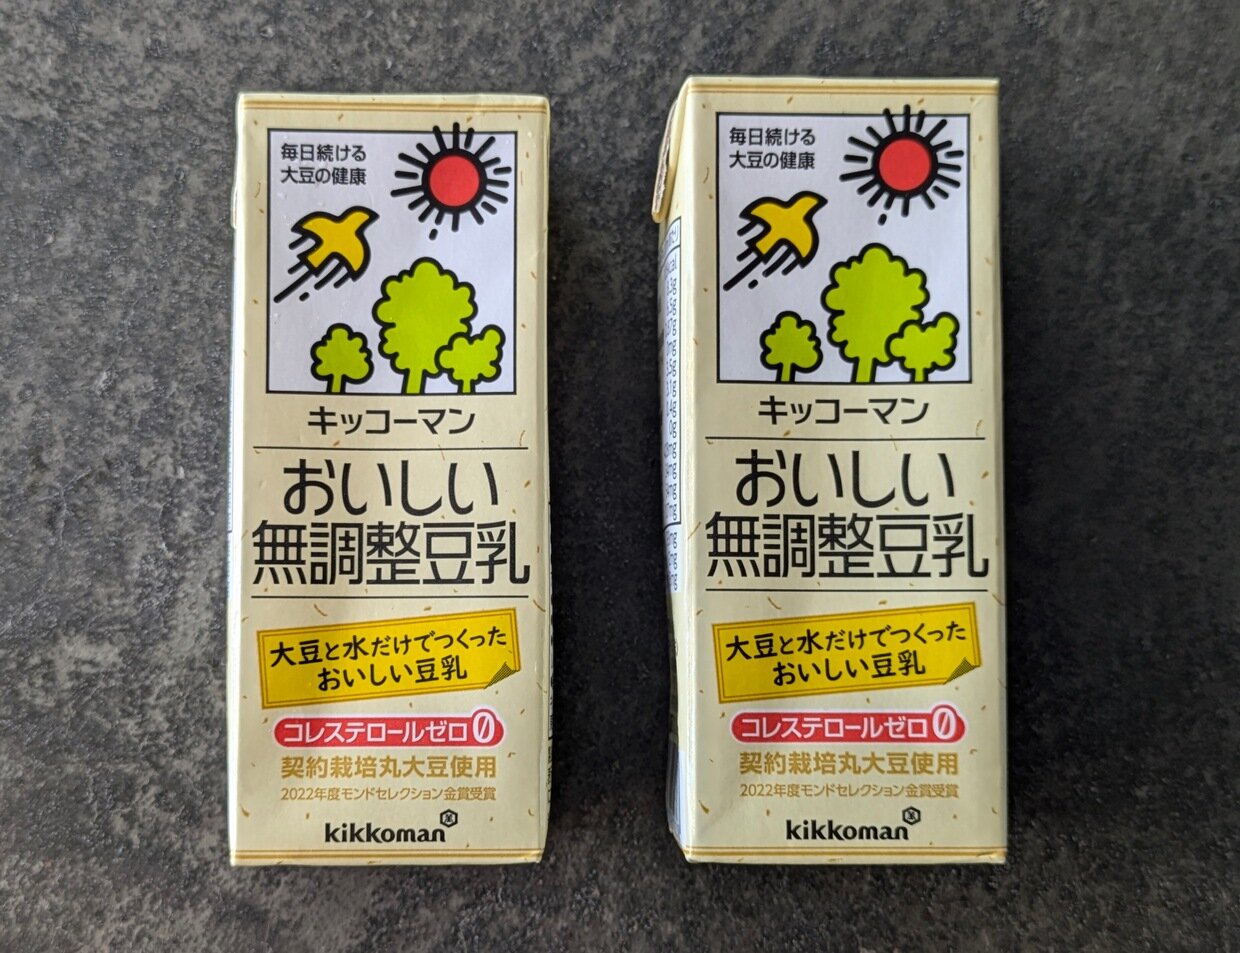 毎日続ける
大豆の健康
キッコーマン
おいしい
無調整豆乳
大豆と水だけでつくった
おいしい豆乳
コレステロールゼロ0
契約栽培丸大豆使用
2022年度モンドセレクション金賞受賞
kikkoman
毎日続ける
大豆の健康
キッコーマン
おいしい
無調整豆乳
大豆と水だけでつくった
おいしい豆乳
コレステロールゼロ0
契約栽培丸大豆使用
2022年度モンドセレクション金賞受賞
kikkoman